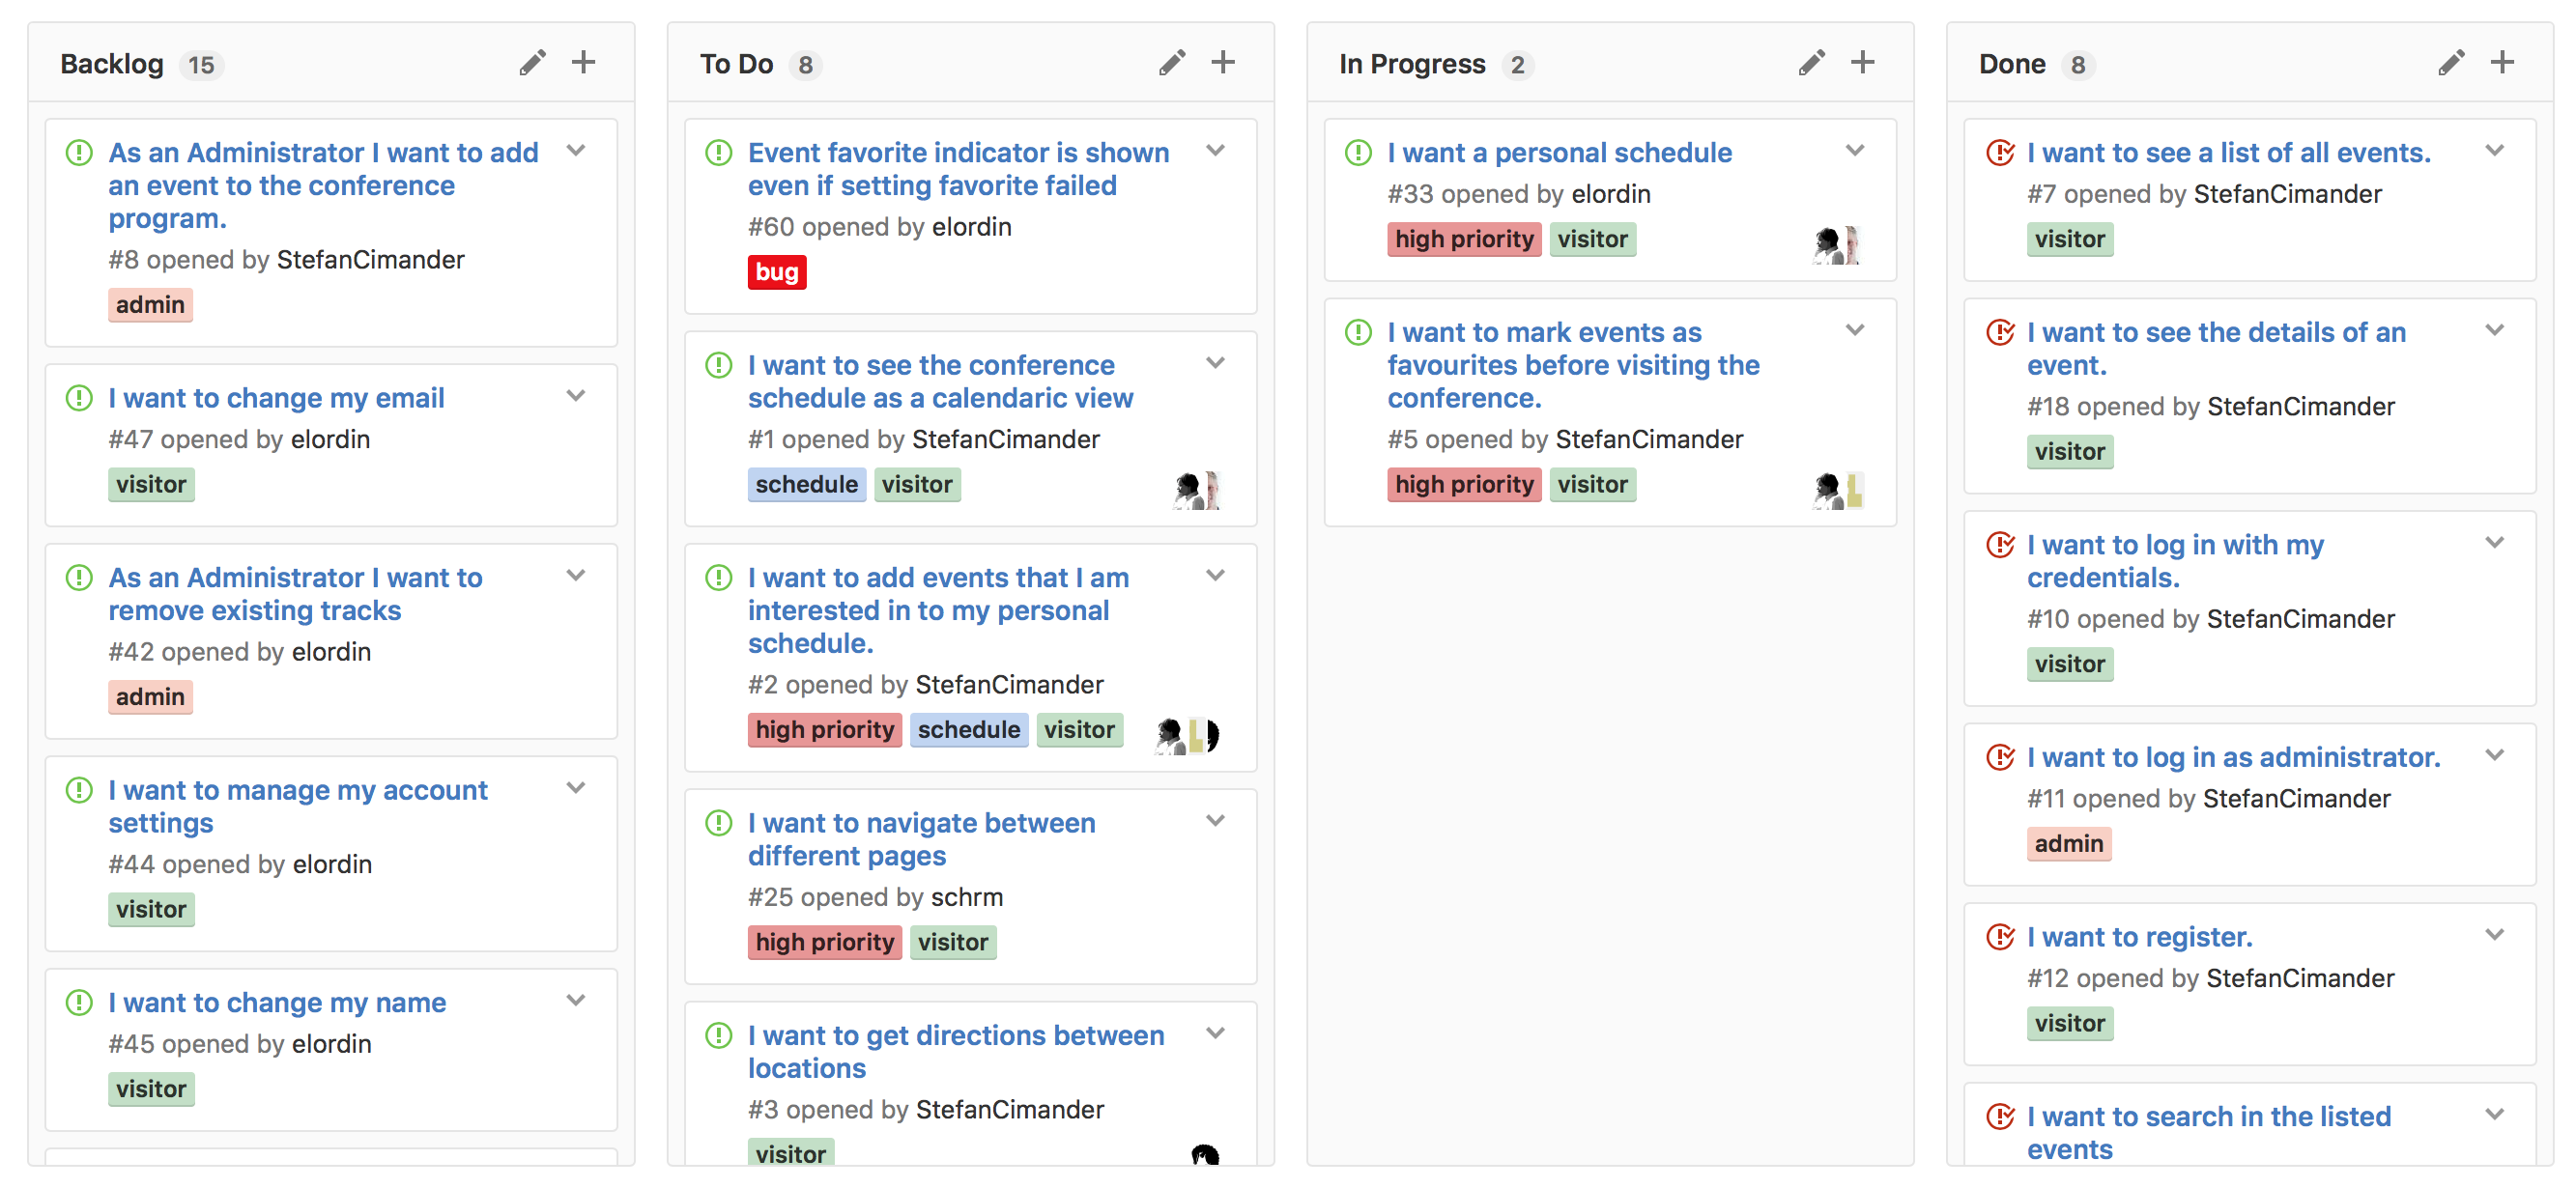 Backlog 15
As an Administrator I want to add
an event to the conference
program.
#8 opened by StefanCimander
admin
I want to change my email
#47 opened by elordin
visitor
As an Administrator I want to
remove existing tracks
#42 opened by elordin
admin
I want to manage my account
settings
#44 opened by elordin
visitor
I want to change my name
#45 opened by elordin
visitor
To Do 8
Event favorite indicator is shown
even if setting favorite failed
#60 opened by elordin
bug
I want to see the conference
schedule as a calendaric view
#1 opened by StefanCimander
schedule visitor
I want to add events that I am
interested in to my personal
schedule.
#2 opened by StefanCimander
high priority schedule visitor
I want to navigate between
different pages
#25 opened by schrm
high priority visitor
I want to get directions between
locations
#3 opened by StefanCimander
visitor
In Progress 2
I want a personal schedule
#33 opened by elordin
high priority visitor
I want to mark events as
favourites before visiting the
conference.
#5 opened by StefanCimander
high priority visitor
Done 8
I want to see a list of all events.
#7 opened by StefanCimander
visitor
I want to see the details of an
event.
#18 opened by StefanCimander
visitor
I want to log in with my
credentials.
#10 opened by StefanCimander
visitor
I want to log in as administrator.
#11 opened by StefanCimander
admin
I want to register.
#12 opened by StefanCimander
visitor
I want to search in the listed
events